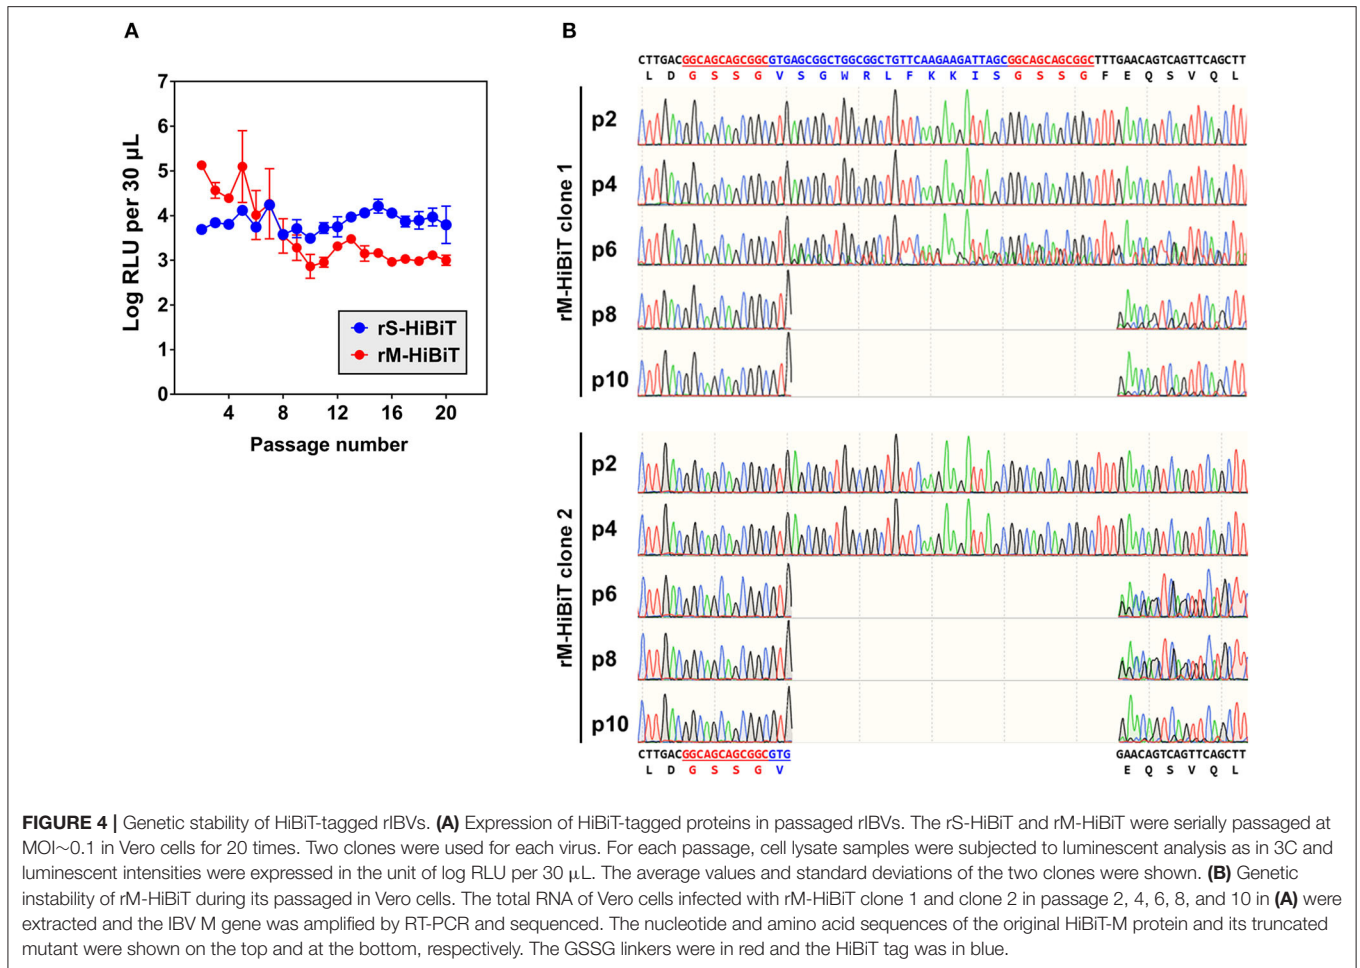 A
7
6
5
4
3
2
1
0
Log RLU per 30 µL
rS-HiBiT
rM-HiBiT
4 8 12 16 20
Passage number
B
CTTGACGGCAGCAGCGGCGTGAGCGGCTGGCGGCTGTTCAAGAAGATTAGCGGCAGCAGCGGCTTTGAACAGTCAGTTCAGCTT
L D G S S G V S G W R L F K K I S G S S G F E Q S V Q L
rM-HiBiT clone 1
p2
p4
p6
p8
p10
rM-HiBiT clone 2
p2
p4
p6
p8
p10
CTTGACGGCAGCAGCGGCGTG GAACAGTCAGTTCAGCTT
L D G S S G V E Q S V Q L
FIGURE 4 | Genetic stability of HiBiT-tagged rIBVs. (A) Expression of HiBiT-tagged proteins in passaged rIBVs. The rS-HiBiT and rM-HiBiT were serially passaged at
MOI~0.1 in Vero cells for 20 times. Two clones were used for each virus. For each passage, cell lysate samples were subjected to luminescent analysis as in 3C and
luminescent intensities were expressed in the unit of log RLU per 30 µL. The average values and standard deviations of the two clones were shown. (B) Genetic
instability of rM-HiBiT during its passaged in Vero cells. The total RNA of Vero cells infected with rM-HiBiT clone 1 and clone 2 in passage 2, 4, 6, 8, and 10 in (A) were
extracted and the IBV M gene was amplified by RT-PCR and sequenced. The nucleotide and amino acid sequences of the original HiBiT-M protein and its truncated
mutant were shown on the top and at the bottom, respectively. The GSSG linkers were in red and the HiBiT tag was in blue.